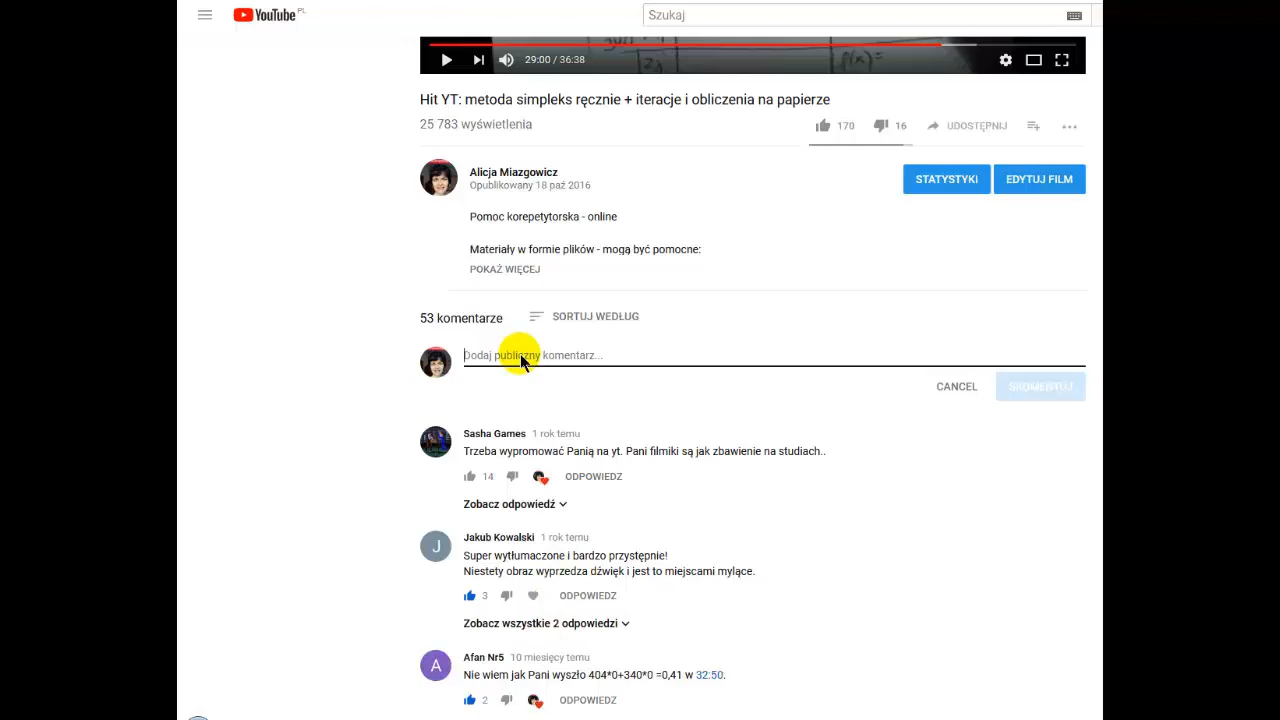 YouTube PL
Szukaj
29:00 / 36:38
Hit YT: metoda simpleks ręcznie + iteracje i obliczenia na papierze
25 783 wyświetlenia
170
16
UDOSTĘPNIJ
Alicja Miazgowicz
Opublikowany 18 paź 2016
STATYSTYKI
EDYTUJ FILM
Pomoc korepetytorska - online
Materiały w formie plików - mogą być pomocne:
POKAŻ WIĘCEJ
53 komentarze
SORTUJ WEDŁUG
Dodaj publiczny komentarz...
CANCEL
SKOMENTUJ
Sasha Games 1 rok temu
Trzeba wypromować Panią na yt. Pani filmiki są jak zbawienie na studiach..
14
ODPOWIEDZ
Zobacz odpowiedź
J
Jakub Kowalski 1 rok temu
Super wytłumaczone i bardzo przystępnie!
Niestety obraz wyprzedza dźwięk i jest to miejscami mylące.
3
ODPOWIEDZ
Zobacz wszystkie 2 odpowiedzi
A
Afan Nr5 10 miesięcy temu
Nie wiem jak Pani wyszło 404*0+340*0 =0,41 w 32:50.
2
ODPOWIEDZ